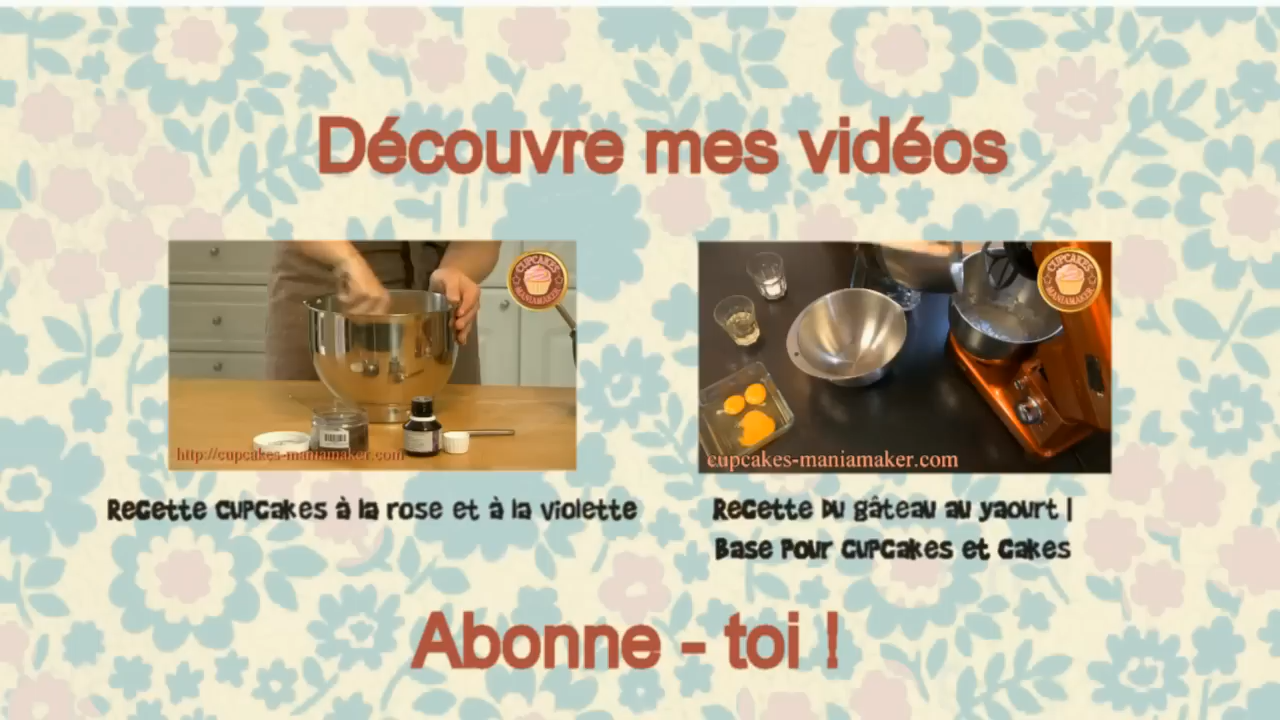 Découvre mes vidéos
CUPCAKES
MANIAMAKER
http://cupcakes-maniamaker.com
CUPCAKES
MANIAMAKER
cupcakes-maniamaker.com
Recette cupcakes à la rose et à la violette
Recette du gâteau au yaourt |
Base pour cupcakes et cakes
Abonne - toi !